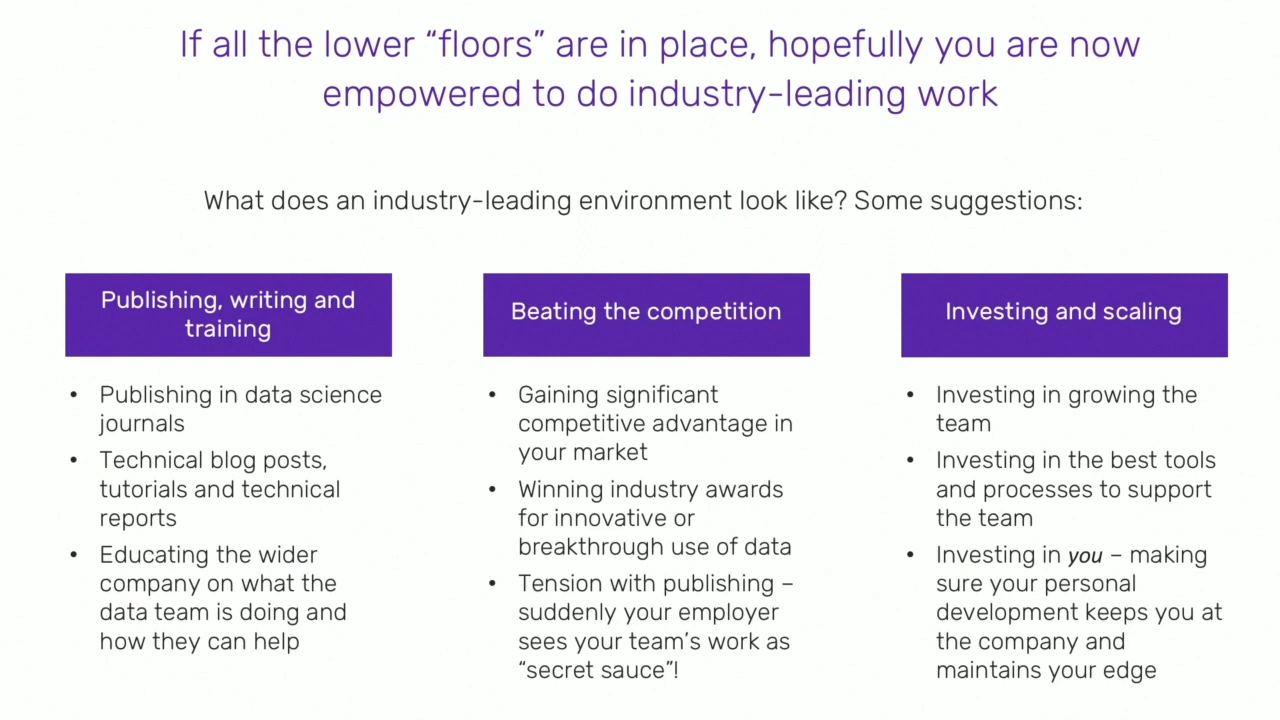 If all the lower “floors” are in place, hopefully you are now
empowered to do industry-leading work
What does an industry-leading environment look like? Some suggestions:
Publishing, writing and
training
• Publishing in data science
journals
• Technical blog posts,
tutorials and technical
reports
• Educating the wider
company on what the
data team is doing and
how they can help
Beating the competition
• Gaining significant
competitive advantage in
your market
• Winning industry awards
for innovative or
breakthrough use of data
• Tension with publishing –
suddenly your employer
sees your team’s work as
“secret sauce”!
Investing and scaling
• Investing in growing the
team
• Investing in the best tools
and processes to support
the team
• Investing in you – making
sure your personal
development keeps you at
the company and
maintains your edge